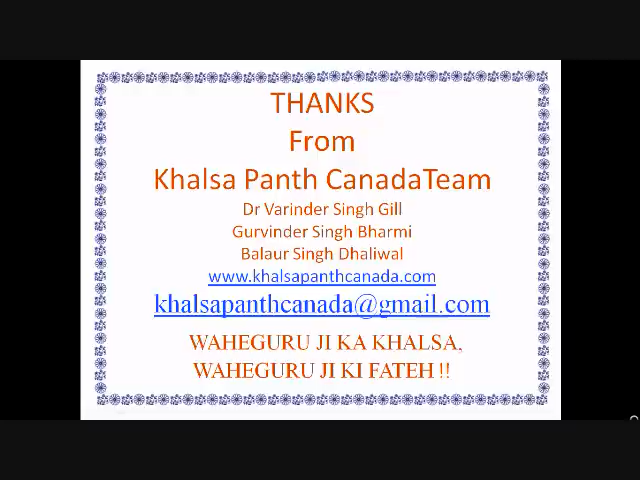 THANKS
From
Khalsa Panth CanadaTeam
Dr Varinder Singh Gill
Gurvinder Singh Bharmi
Balaur Singh Dhaliwal
www.khalsapanthcanada.com
khalsapanthcanada@gmail.com
WAHEGURU JI KA KHALSA,
WAHEGURU JI KI FATEH !!